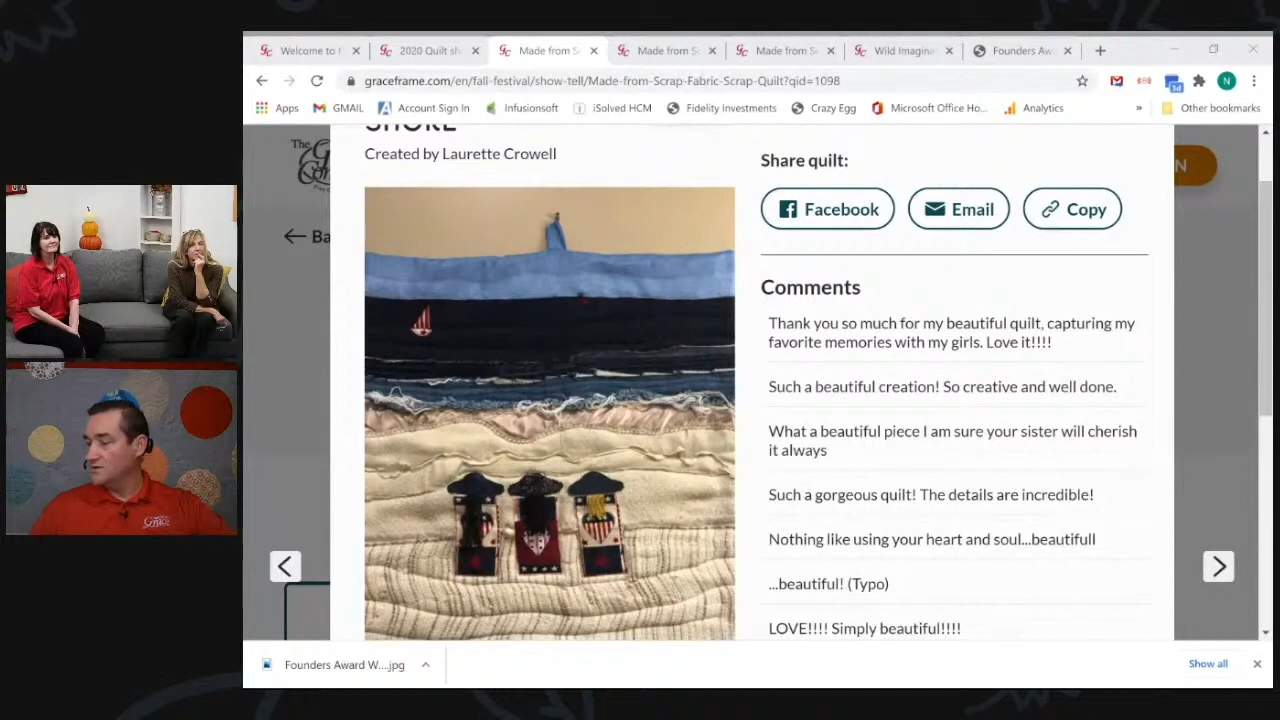 Welcome to
2020 Quilt sh
Made from S
Made from Sc
Made from S
Wild Imagina
Founders Aw
graceframe.com/en/fall-festival/show-tell/Made-from-Scrap-Fabric-Scrap-Quilt?qid=1098
Apps
GMAIL
Account Sign In
Infusionsoft
iSolved HCM
Fidelity Investments
Crazy Egg
Microsoft Office Ho...
Analytics
»
Other bookmarks
The
SHORE
Created by Laurette Crowell
Share quilt:
Facebook
Email
Copy
N
← Ba
Comments
Thank you so much for my beautiful quilt, capturing my
favorite memories with my girls. Love it!!!!
Such a beautiful creation! So creative and well done.
What a beautiful piece I am sure your sister will cherish
it always
Such a gorgeous quilt! The details are incredible!
Nothing like using your heart and soul...beautifull
...beautiful! (Typo)
LOVE!!!! Simply beautiful!!!!
Founders Award W....jpg
Show all